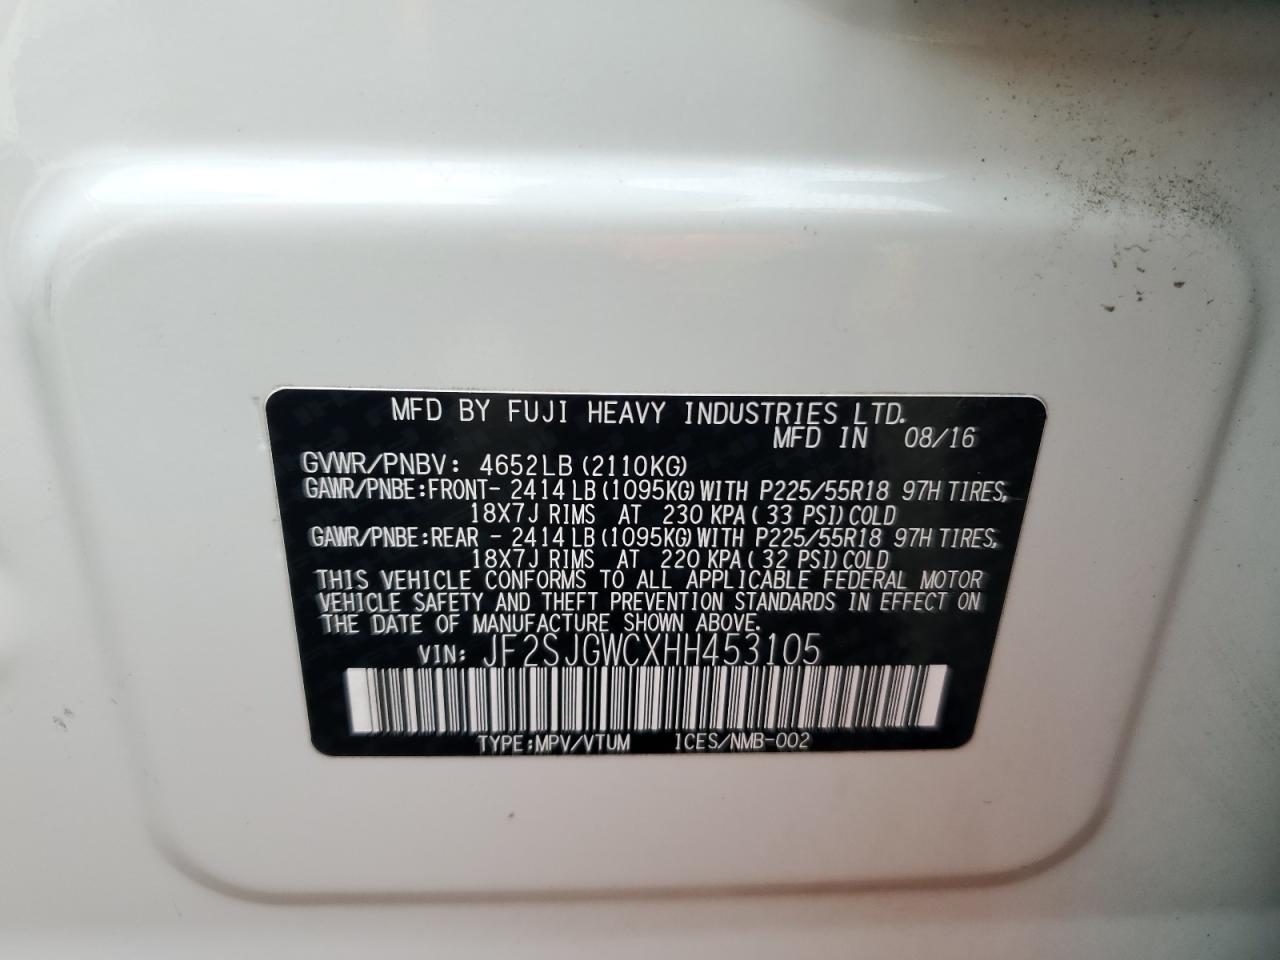 MFD BY FUJI HEAVY INDUSTRIES LTD.
MFD IN 08/16
GVWR/PNBV: 4652LB(2110KG)
GAWR/PNBE:FRONT- 2414LB(1095KG)WITH P225/55R18 97H TIRES,
18X7J RIMS AT 230 KPA(33 PSI)COLD
GAWR/PNBE:REAR - 2414LB(1095KG)WITH P225/55R18 97H TIRES,
18X7J RIMS AT 220 KPA(32 PSI)COLD
THIS VEHICLE CONFORMS TO ALL APPLICABLE FEDERAL MOTOR
VEHICLE SAFETY AND THEFT PREVENTION STANDARDS IN EFFECT ON
THE DATE OF MANUFACTURE SHOWN ABOVE.
VIN: JF2SJGWCXHH453105
TYPE:MPV/VTUM ICES/NMB-002